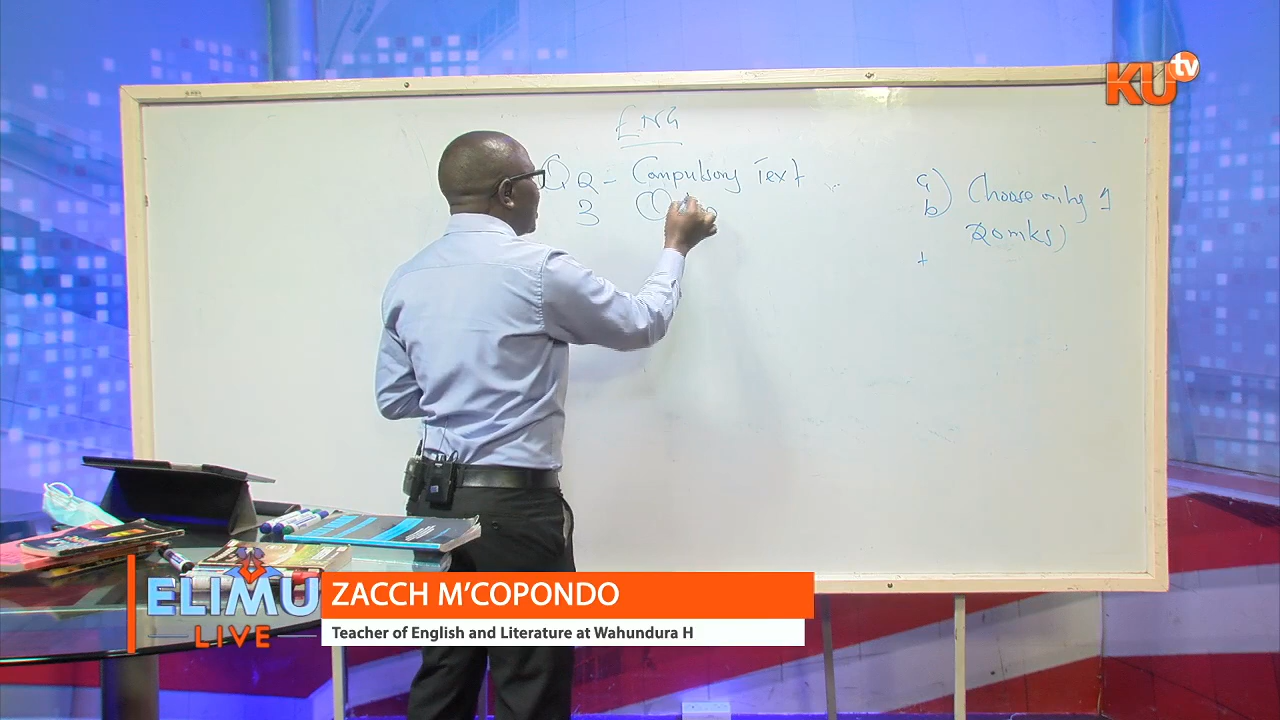 KU tv
ENG
Q Q - Compulsory Text
3
a)
b) Choose only 1
20mks)
+
ELIMU
LIVE
ZACCH M'COPONDO
Teacher of English and Literature at Wahundura H